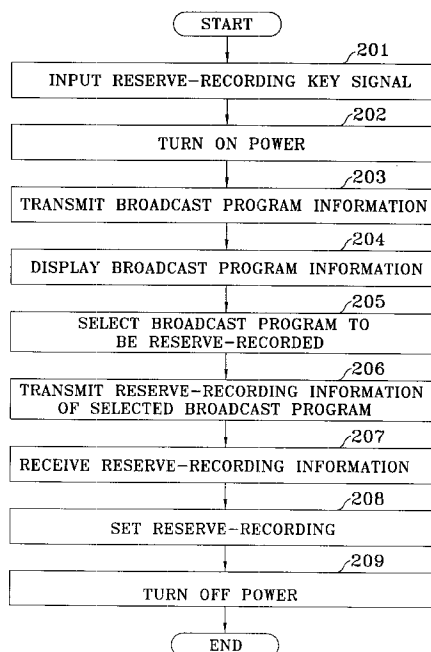 START
201
INPUT RESERVE-RECORDING KEY SIGNAL
202
TURN ON POWER
203
TRANSMIT BROADCAST PROGRAM INFORMATION
204
DISPLAY BROADCAST PROGRAM INFORMATION
205
SELECT BROADCAST PROGRAM TO
BE RESERVE-RECORDED
206
TRANSMIT RESERVE-RECORDING INFORMATION
OF SELECTED BROADCAST PROGRAM
207
RECEIVE RESERVE-RECORDING INFORMATION
208
SET RESERVE-RECORDING
209
TURN OFF POWER
END